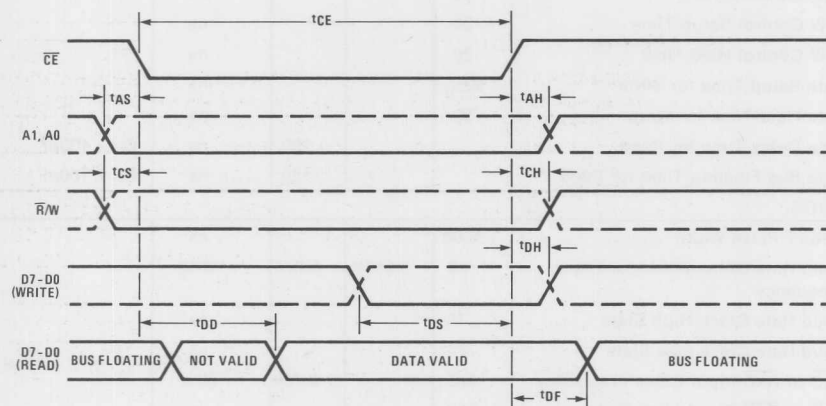 tCE
CE
tAS
tAH
A1, A0
tCS
tCH
R/W
tDH
D7-D0
(WRITE)
tDD
tDS
D7-D0
(READ)
BUS FLOATING
NOT VALID
DATA VALID
BUS FLOATING
tDF